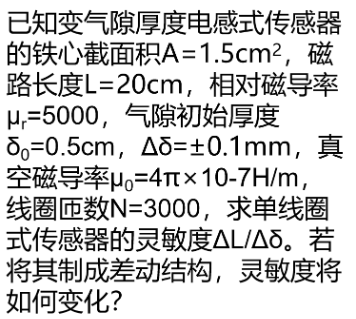 已知变气隙厚度电感式传感器
的铁心截面积A=1.5cm²，磁
路长度L=20cm，相对磁导率
μᵣ=5000，气隙初始厚度
δ₀=0.5cm，Δδ=±0.1mm，真
空磁导率μ₀=4π×10-7H/m，
线圈匝数N=3000，求单线圈
式传感器的灵敏度ΔL/Δδ。若
将其制成差动结构，灵敏度将
如何变化？